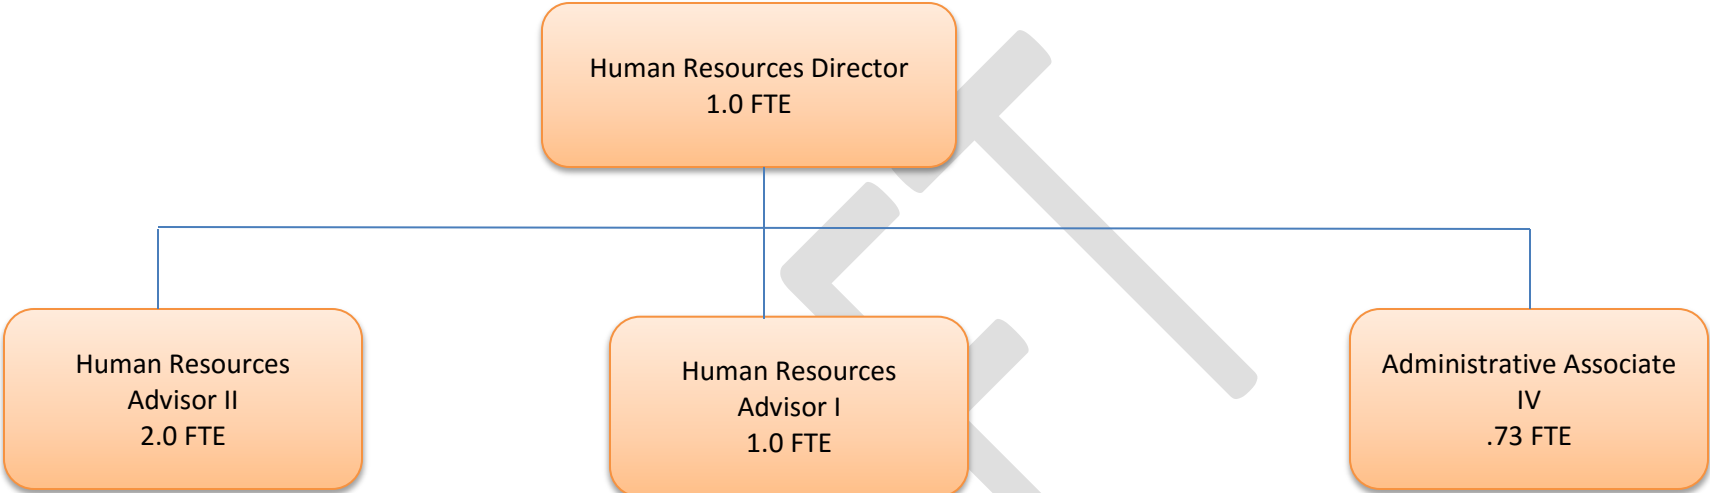 Human Resources Director
1.0 FTE
Human Resources
Advisor II
2.0 FTE
Human Resources
Advisor I
1.0 FTE
Administrative Associate
IV
.73 FTE